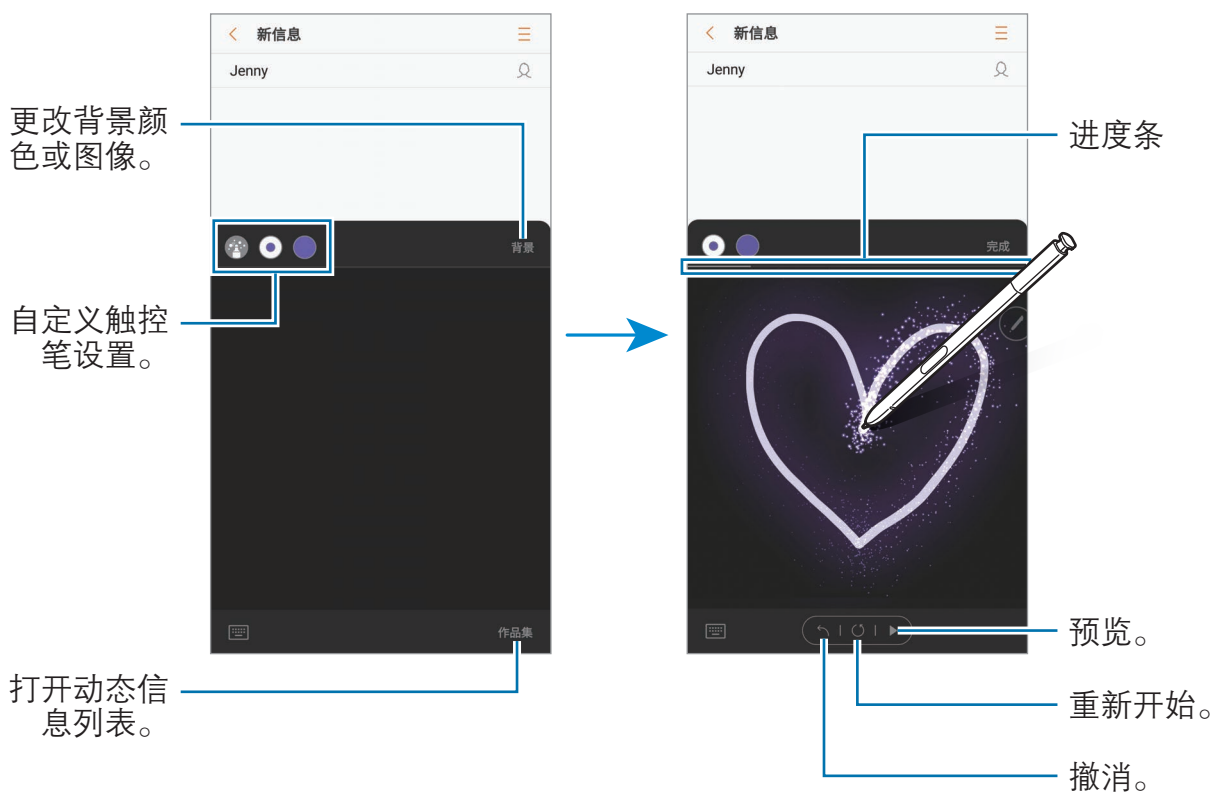 新信息
Jenny
更改背景颜
色或图像。
背景
自定义触控
笔设置。
作品集
打开动态信
息列表。
新信息
Jenny
进度条
完成
预览。
重新开始。
撤消。